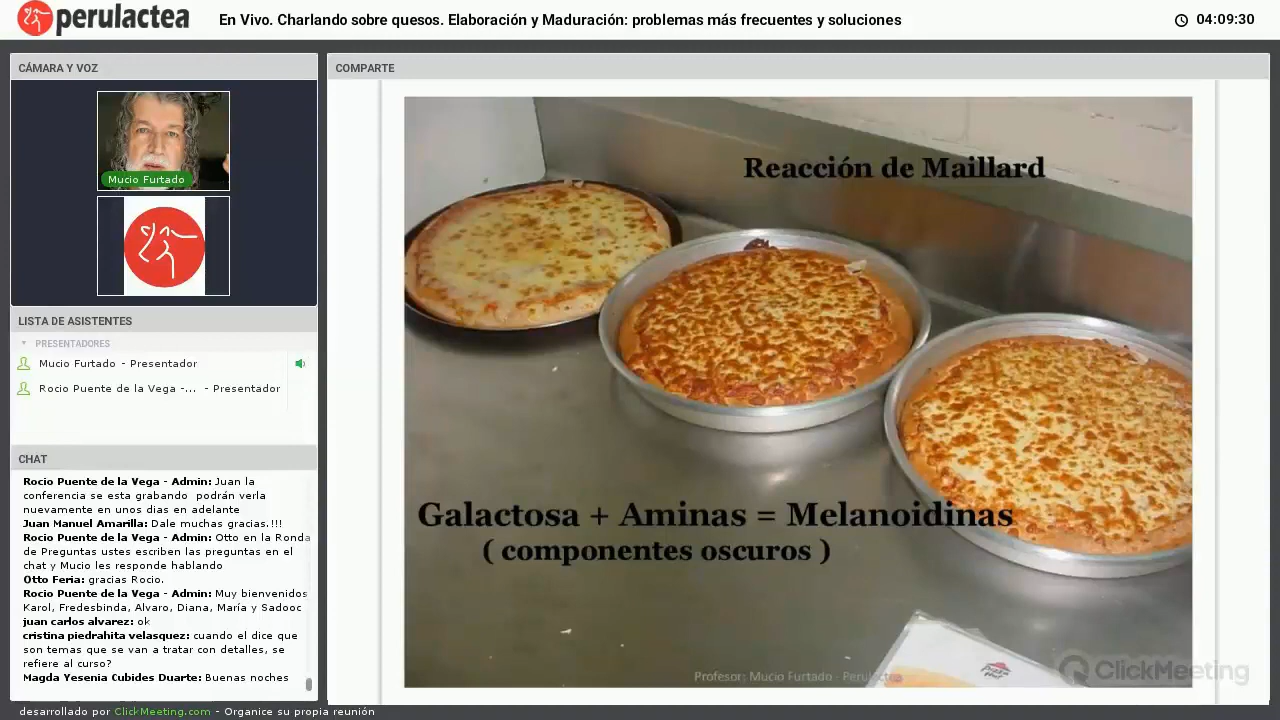 perulactea
En Vivo. Charlando sobre quesos. Elaboración y Maduración: problemas más frecuentes y soluciones
04:09:30
CÁMARA Y VOZ
Mucio Furtado
LISTA DE ASISTENTES
PRESENTADORES
Mucio Furtado - Presentador
Rocio Puente de la Vega -... - Presentador
CHAT
Rocio Puente de la Vega - Admin: Juan la
conferencia se esta grabando podrán verla
nuevamente en unos dias en adelante
Juan Manuel Amarilla: Dale muchas gracias.!!!
Rocio Puente de la Vega - Admin: Otto en la Ronda
de Preguntas ustes escriben las preguntas en el
chat y Mucio les responde hablando
Otto Feria: gracias Rocio.
Rocio Puente de la Vega - Admin: Muy bienvenidos
Karol, Fredesbinda, Alvaro, Diana, María y Sadooc
juan carlos alvarez: ok
cristina piedrahita velasquez: cuando el dice que
son temas que se van a tratar con detalles, se
refiere al curso?
Magda Yesenia Cubides Duarte: Buenas noches
COMPARTE
Reacción de Maillard
Galactosa + Aminas = Melanoidinas
( componentes oscuros )
Profesor: Mucio Furtado - Perulactea
ClickMeeting
desarrollado por ClickMeeting.com - Organice su propia reunión